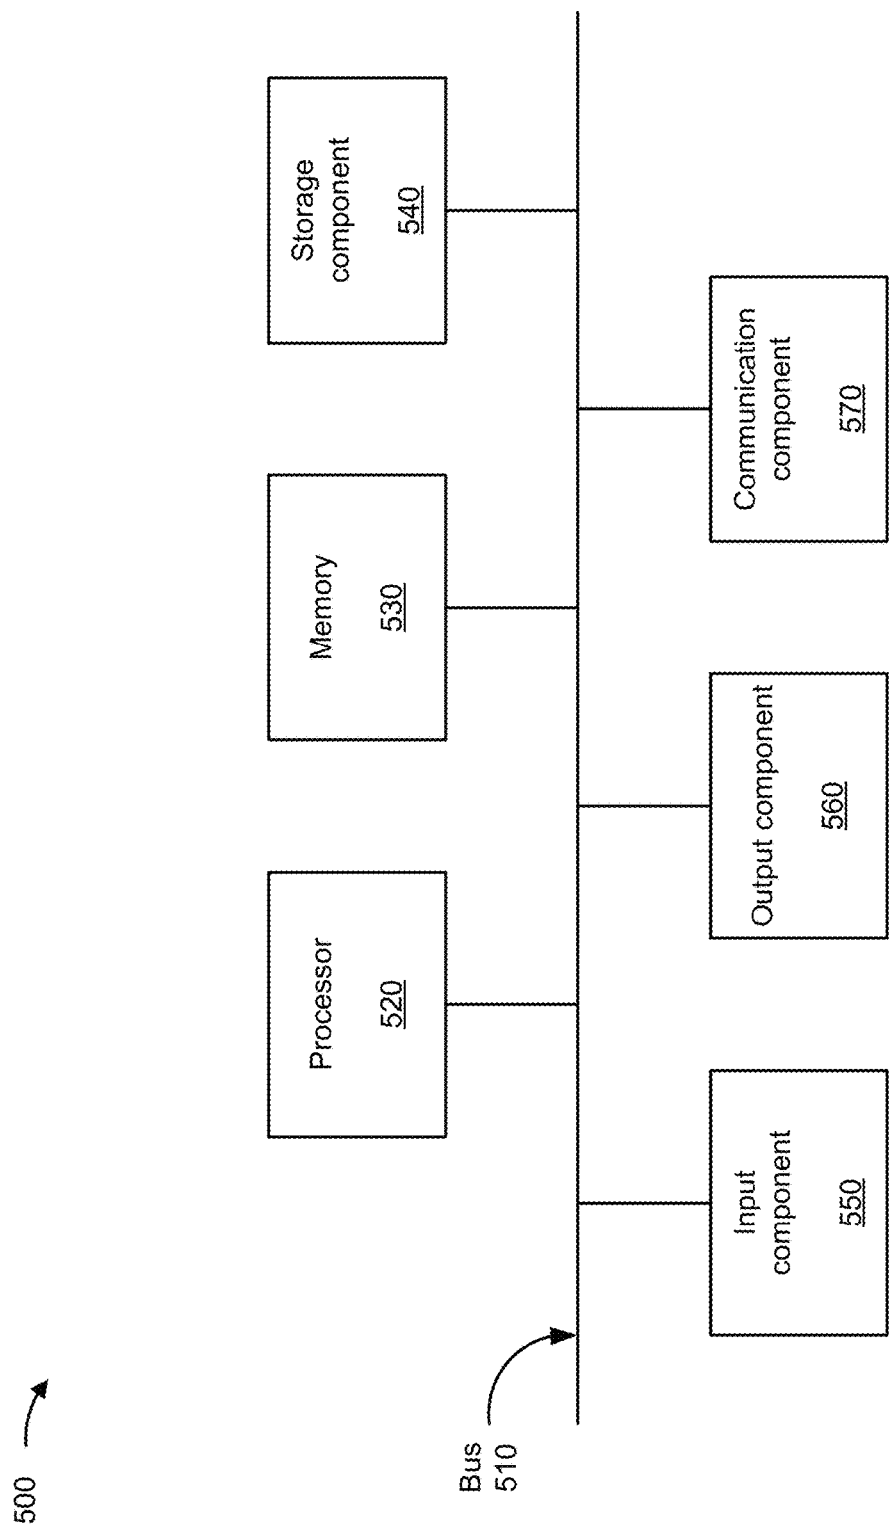 500
Processor
520
Memory
530
Storage
component
540
Bus
510
Input
component
550
Output component
560
Communication
component
570